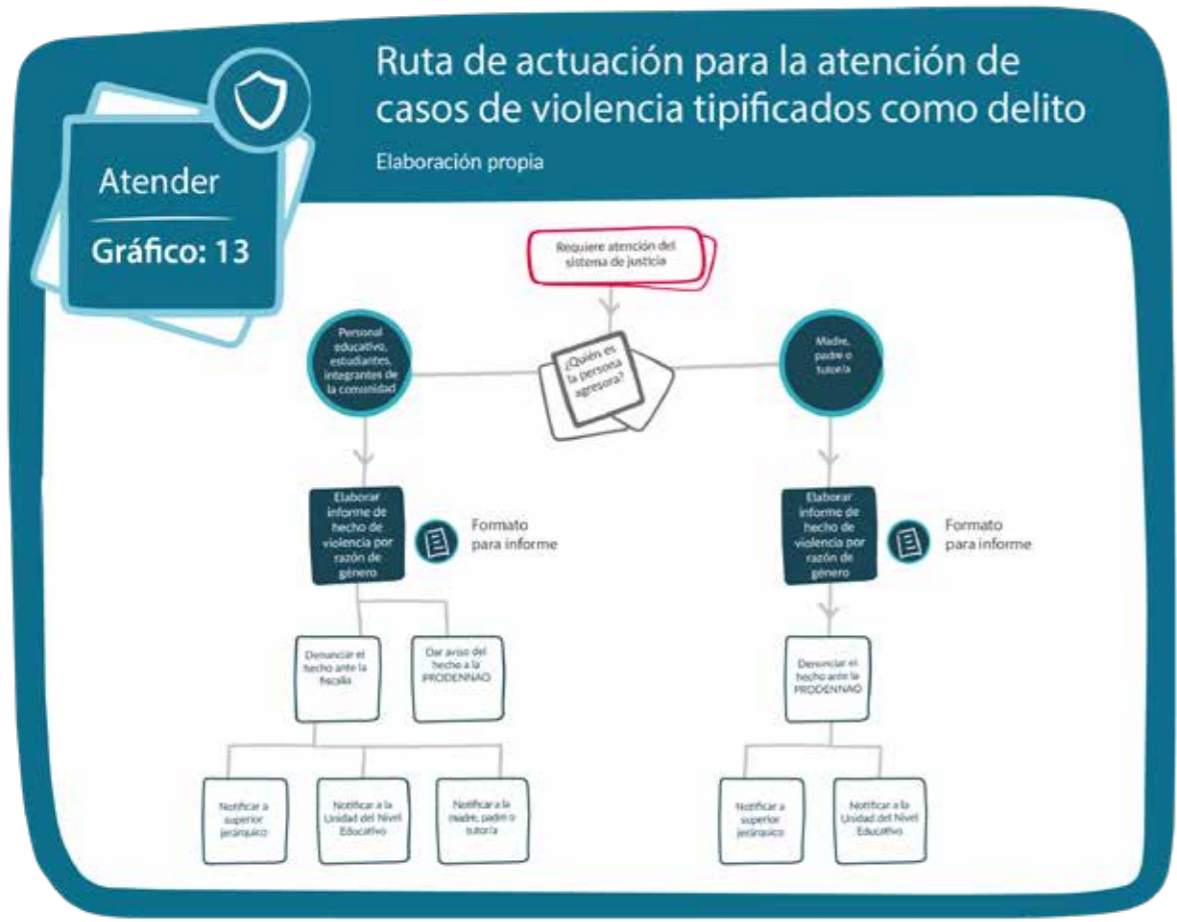 Ruta de actuación para la atención de
casos de violencia tipificados como delito
Elaboración propia
Atender
Gráfico: 13
Requiere atención del
sistema de justicia
¿Quién es
la persona
agresora?
Personal
educativo,
estudiantes,
integrantes de
la comunidad
Madre,
padre o
tutor/a
Elaborar
informe de
hecho de
violencia por
razón de
género
Formato
para informe
Elaborar
informe de
hecho de
violencia por
razón de
género
Formato
para informe
Denunciar el
hecho ante la
fiscalía
Dar aviso del
hecho a la
PRODENNAO
Denunciar el
hecho ante la
PRODENNAO
Notificar a
superior
jerárquico
Notificar a la
Unidad del Nivel
Educativo
Notificar a la
madre, padre o
tutor/a
Notificar a
superior
jerárquico
Notificar a la
Unidad del Nivel
Educativo